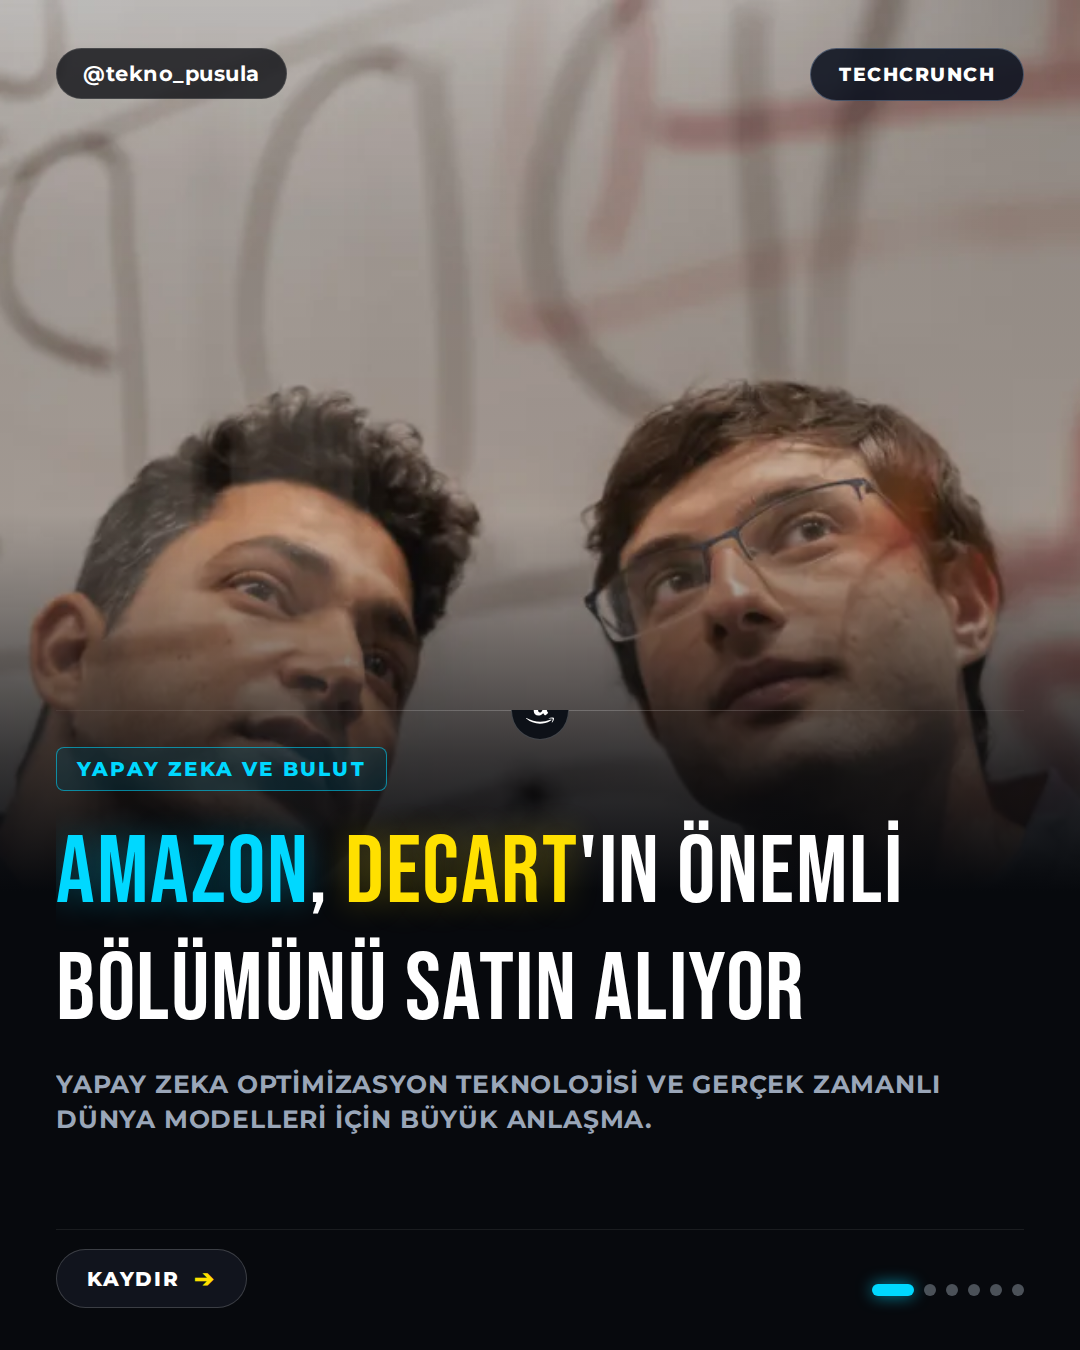 @tekno_pusula
TECHCRUNCH
YAPAY ZEKA VE BULUT
AMAZON, DECART'IN ÖNEMLİ
BÖLÜMÜNÜ SATIN ALIYOR
YAPAY ZEKA OPTİMİZASYON TEKNOLOJİSİ VE GERÇEK ZAMANLI
DÜNYA MODELLERİ İÇİN BÜYÜK ANLAŞMA.
KAYDIR ➔